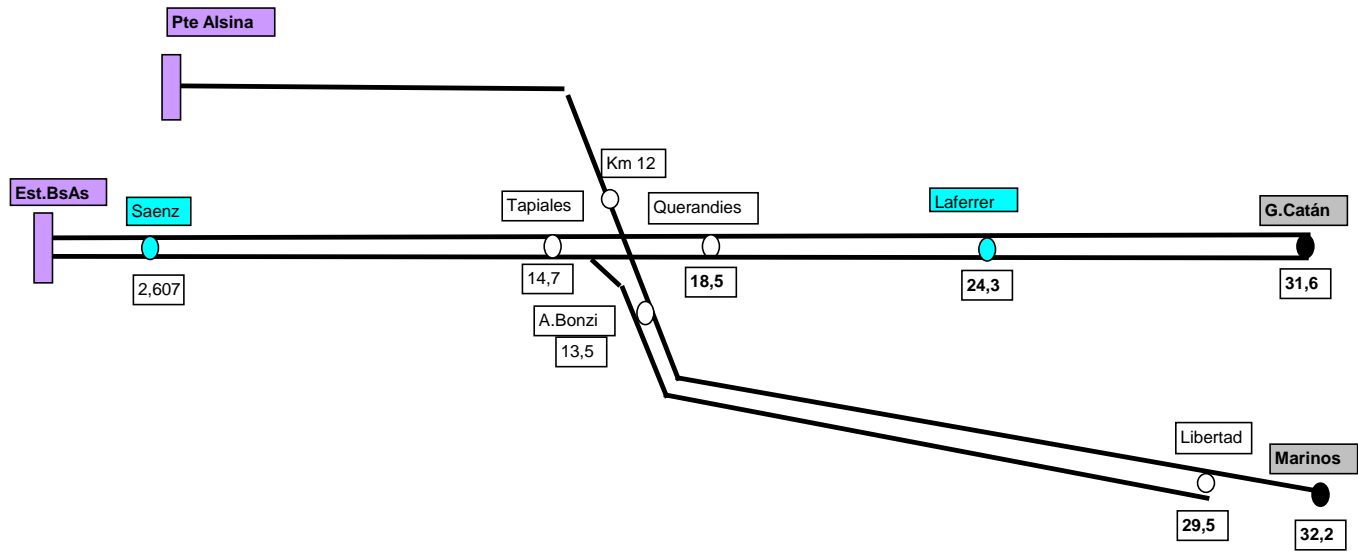 Pte Alsina
Km 12
Est.BsAs
Saenz
Tapiales
Querandies
Laferrer
G.Catán
2,607
14,7
18,5
24,3
31,6
A.Bonzi
13,5
Libertad
Marinos
29,5
32,2